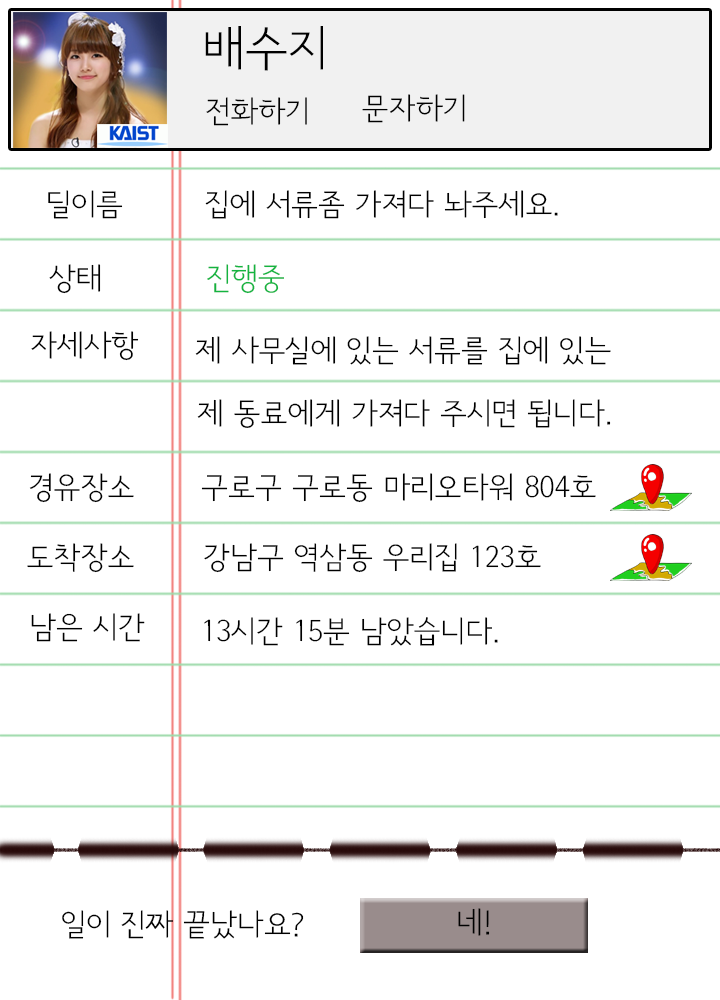 배수지
전화하기 문자하기
KAIST
딜이름 집에 서류좀 가져다 놔주세요.
상태 진행중
자세사항 제 사무실에 있는 서류를 집에 있는
제 동료에게 가져다 주시면 됩니다.
경유장소 구로구 구로동 마리오타워 804호
도착장소 강남구 역삼동 우리집 123호
남은 시간 13시간 15분 남았습니다.
일이 진짜 끝났나요? 네!